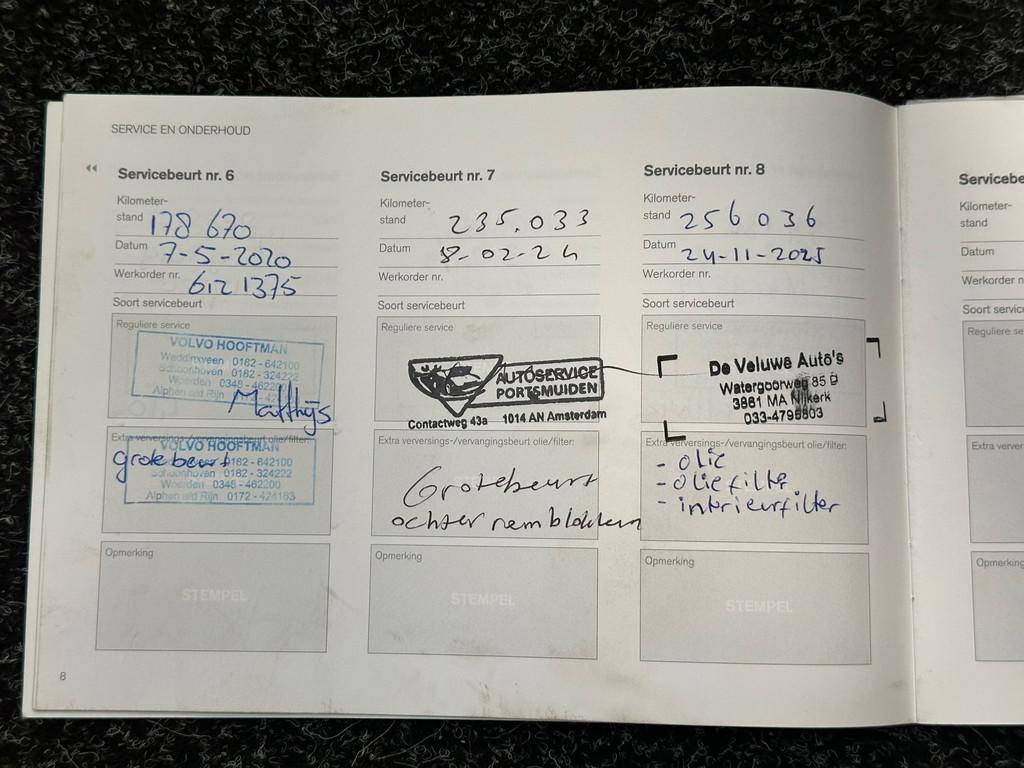 SERVICE EN ONDERHOUD
Servicebeurt nr. 6
Kilometer-
stand 178 670
Datum 7-5-2020
Werkorder nr. 612 1375
Soort servicebeurt
Reguliere service
VOLVO HOOFTMAN
Waddinxveen 0182-642100
Schoonhoven 0182-324222
Woerden 0348-462200
Alphen a/d Rijn
Matthijs
Extra verversings-/vervangingsbeurt olie/filter:
VOLVO HOOFTMAN
grote beurt 0182-642100
Schoonhoven 0182-324222
Woerden 0348-462200
Alphen a/d Rijn 0172-424183
Opmerking
STEMPEL
8
Servicebeurt nr. 7
Kilometer-
stand 235.033
Datum 8-02-24
Werkorder nr.
Soort servicebeurt
Reguliere service
AUTOSERVICE
PORTSMUIDEN
Contactweg 43a 1014 AN Amsterdam
Extra verversings-/vervangingsbeurt olie/filter:
Grotebeurt
achter remblokken
Opmerking
STEMPEL
Servicebeurt nr. 8
Kilometer-
stand 256 036
Datum 24-11-2025
Werkorder nr.
Soort servicebeurt
Reguliere service
De Veluwe Auto's
Watergoorweg 85 D
3861 MA Nijkerk
033-4795803
Extra verversings-/vervangingsbeurt olie/filter:
- olie
- oliefilter
- interieurfilter
Opmerking
STEMPEL
Servicebe
Kilometer-
stand
Datum
Werkorder n
Soort servic
Reguliere se
Extra verver
Opmerking